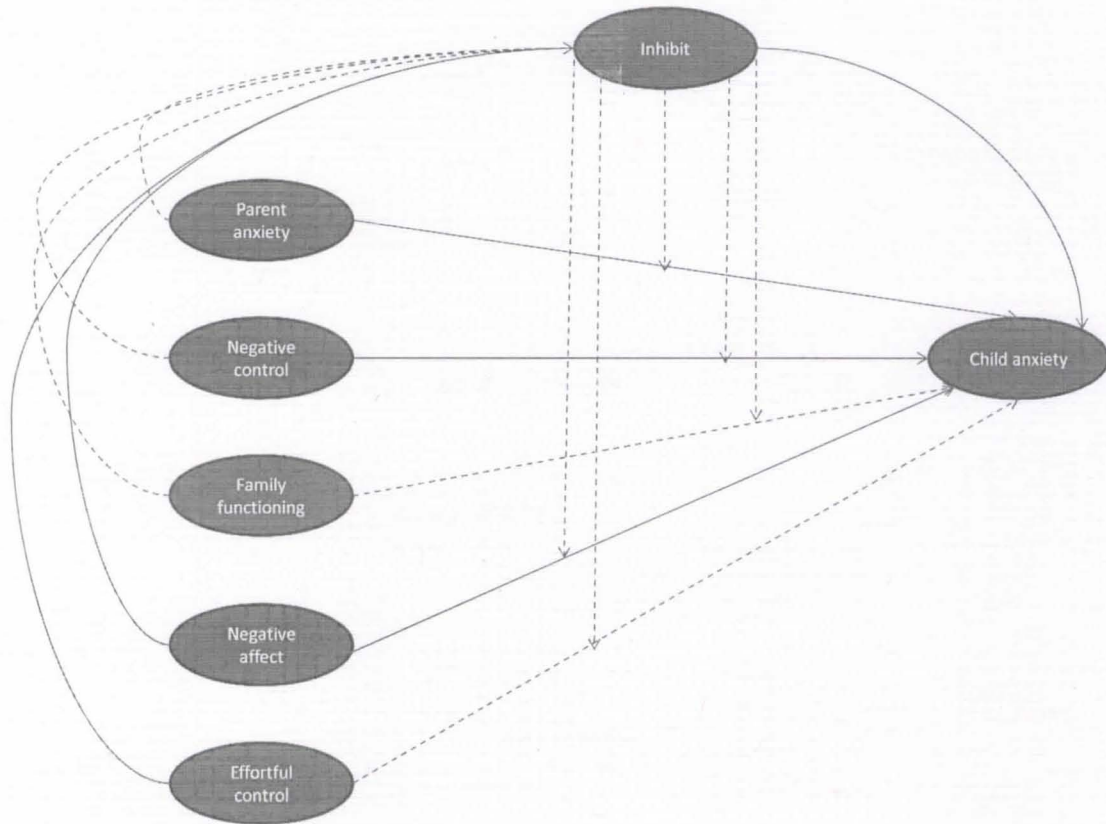 Inhibit
Parent
anxiety
Negative
control
Child anxiety
Family
functioning
Negative
affect
Effortful
control